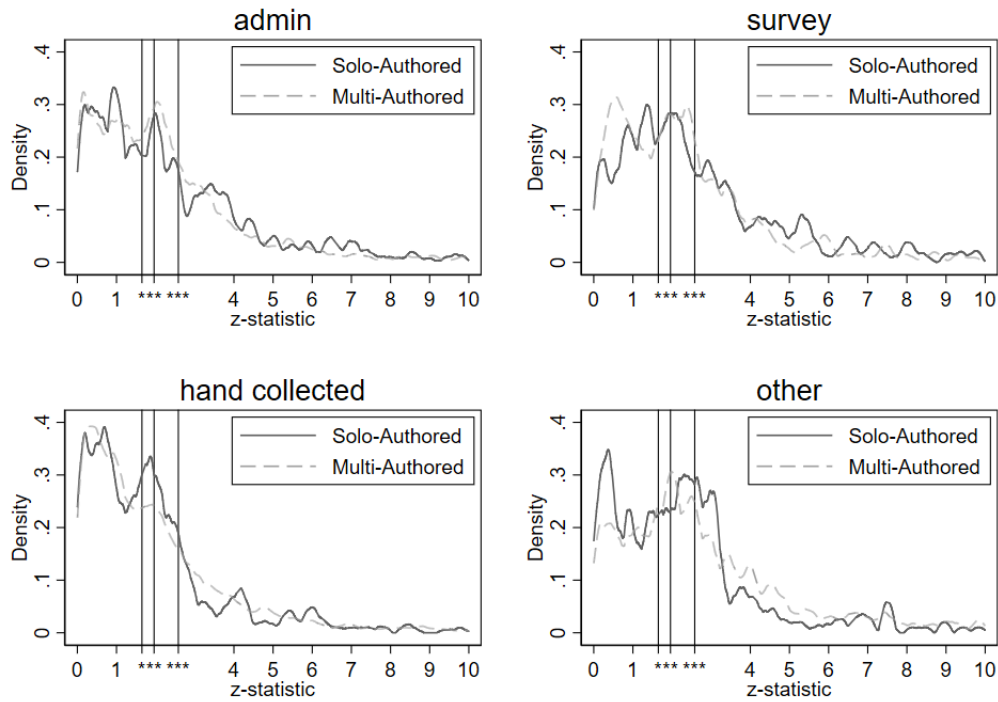 admin
.4
.3
.2
.1
0
Density
Solo-Authored
Multi-Authored
0 1 *** *** 4 5 6 7 8 9 10
z-statistic
survey
.4
.3
.2
.1
0
Density
Solo-Authored
Multi-Authored
0 1 *** *** 4 5 6 7 8 9 10
z-statistic
hand collected
.4
.3
.2
.1
0
Density
Solo-Authored
Multi-Authored
0 1 *** *** 4 5 6 7 8 9 10
z-statistic
other
.4
.3
.2
.1
0
Density
Solo-Authored
Multi-Authored
0 1 *** *** 4 5 6 7 8 9 10
z-statistic